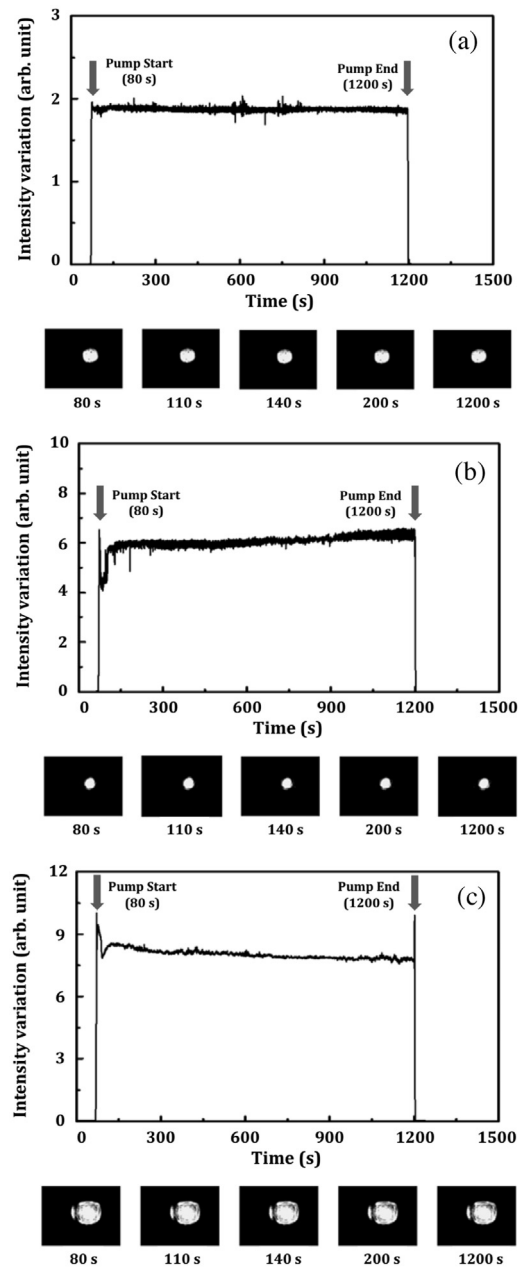 (a)
Intensity variation (arb. unit)
3
2
1
0
Pump Start
(80 s)
Pump End
(1200 s)
0 300 600 900 1200 1500
Time (s)
80 s 110 s 140 s 200 s 1200 s
(b)
Intensity variation (arb. unit)
10
8
6
4
2
0
Pump Start
(80 s)
Pump End
(1200 s)
0 300 600 900 1200 1500
Time (s)
80 s 110 s 140 s 200 s 1200 s
(c)
Intensity variation (arb. unit)
12
9
6
3
0
Pump Start
(80 s)
Pump End
(1200 s)
0 300 600 900 1200 1500
Time (s)
80 s 110 s 140 s 200 s 1200 s